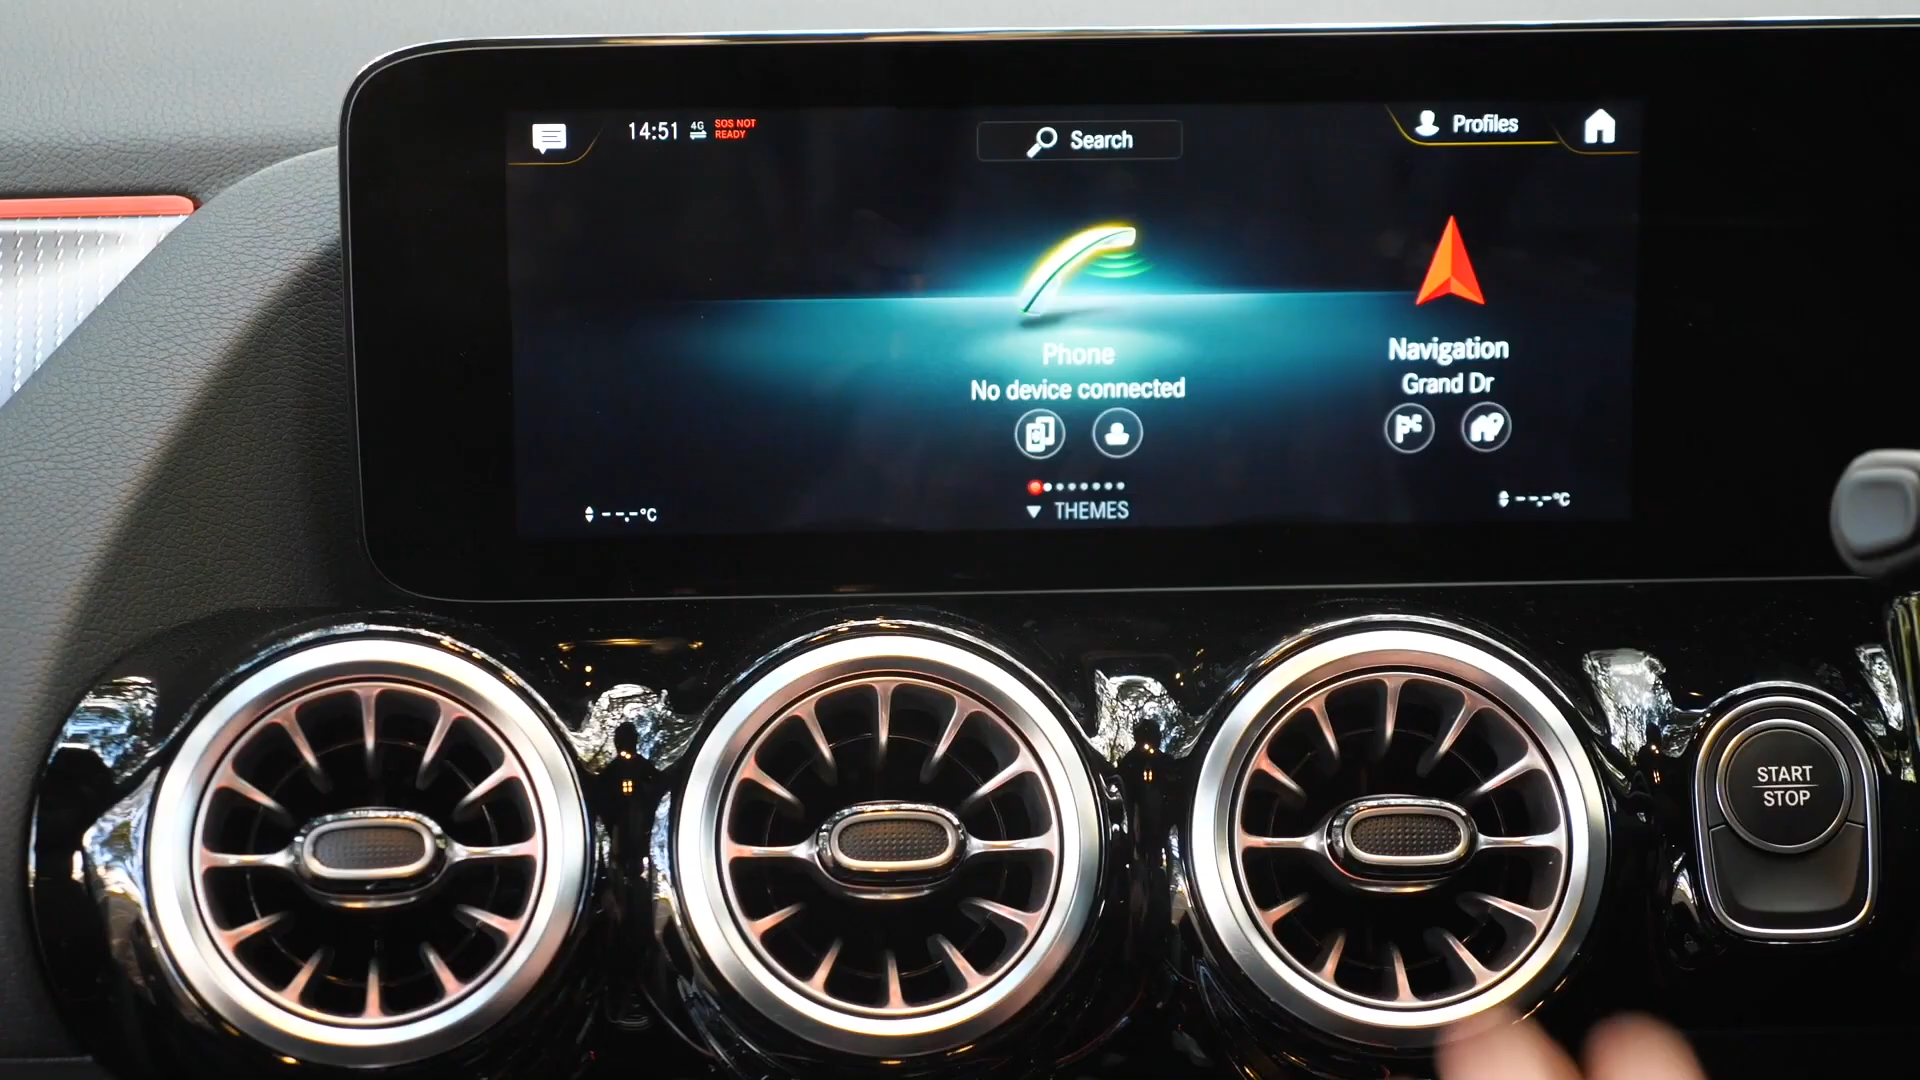 14:51
4G
SOS NOT
READY
Search
Profiles
Phone
No device connected
Navigation
Grand Dr
THEMES
--.-°C
--.-°C
START
STOP